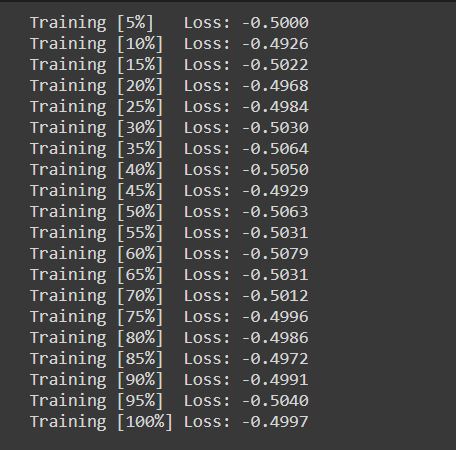 Training [5%]   Loss: -0.5000
Training [10%]  Loss: -0.4926
Training [15%]  Loss: -0.5022
Training [20%]  Loss: -0.4968
Training [25%]  Loss: -0.4984
Training [30%]  Loss: -0.5030
Training [35%]  Loss: -0.5064
Training [40%]  Loss: -0.5050
Training [45%]  Loss: -0.4929
Training [50%]  Loss: -0.5063
Training [55%]  Loss: -0.5031
Training [60%]  Loss: -0.5079
Training [65%]  Loss: -0.5031
Training [70%]  Loss: -0.5012
Training [75%]  Loss: -0.4996
Training [80%]  Loss: -0.4986
Training [85%]  Loss: -0.4972
Training [90%]  Loss: -0.4991
Training [95%]  Loss: -0.5040
Training [100%] Loss: -0.4997